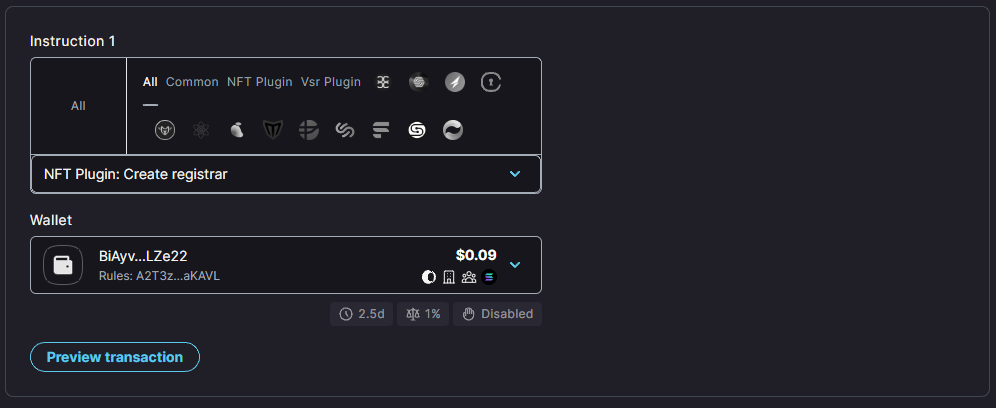 Instruction 1
All
All Common NFT Plugin Vsr Plugin
NFT Plugin: Create registrar
Wallet
BiAyv...LZe22
$0.09
Rules: A2T3z...aKAVL
2.5d 1% Disabled
Preview transaction